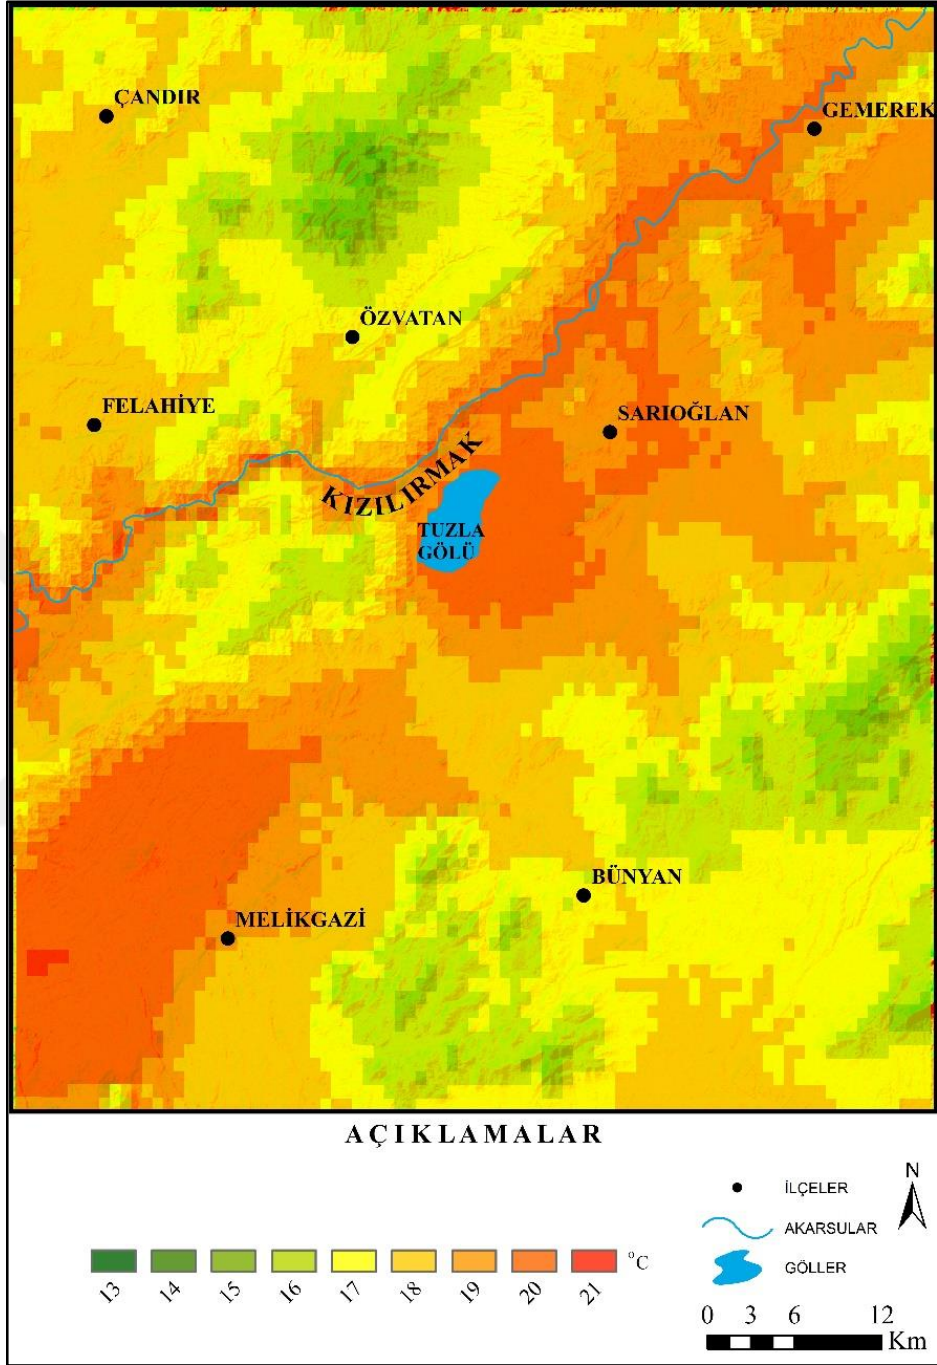 ÇANDIR
GEMEREK
ÖZVATAN
FELAHİYE
SARIOĞLAN
KIZILIRMAK
TUZLA
GÖLÜ
BÜNYAN
MELİKGAZİ
AÇIKLAMALAR
N
İLÇELER
AKARSULAR
GÖLLER
°C
13 14 15 16 17 18 19 20 21
0 3 6 12
Km